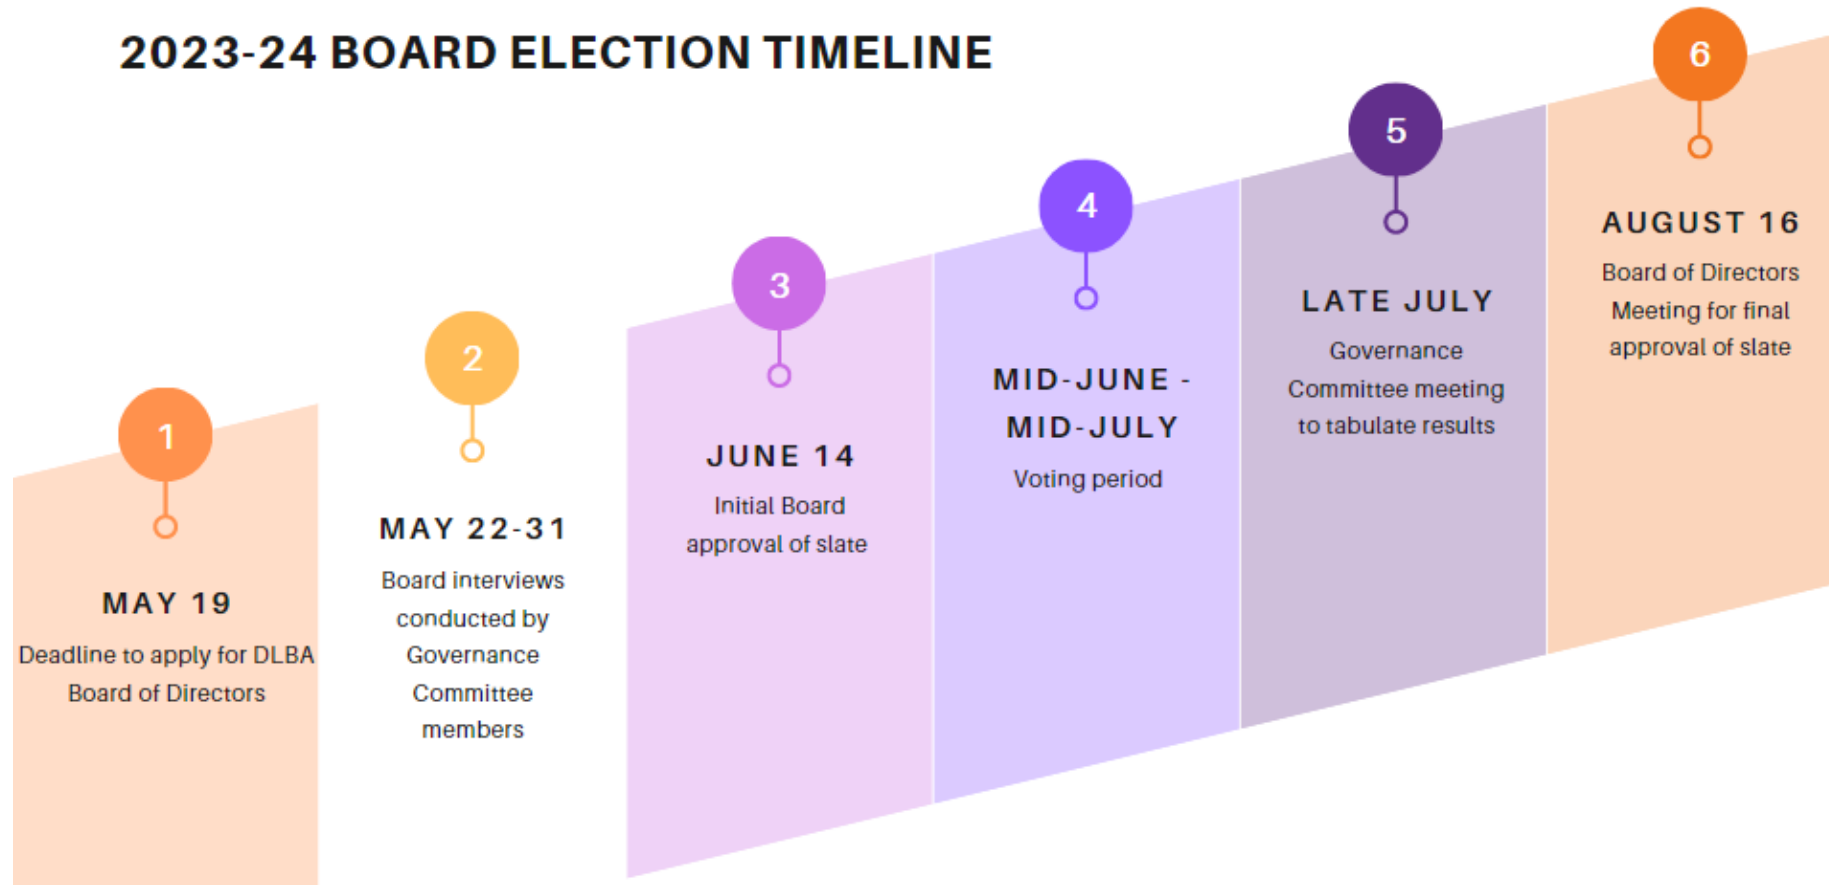 2023-24 BOARD ELECTION TIMELINE
1
MAY 19
Deadline to apply for DLBA
Board of Directors
2
MAY 22-31
Board interviews
conducted by
Governance
Committee
members
3
JUNE 14
Initial Board
approval of slate
4
MID-JUNE -
MID-JULY
Voting period
5
LATE JULY
Governance
Committee meeting
to tabulate results
6
AUGUST 16
Board of Directors
Meeting for final
approval of slate